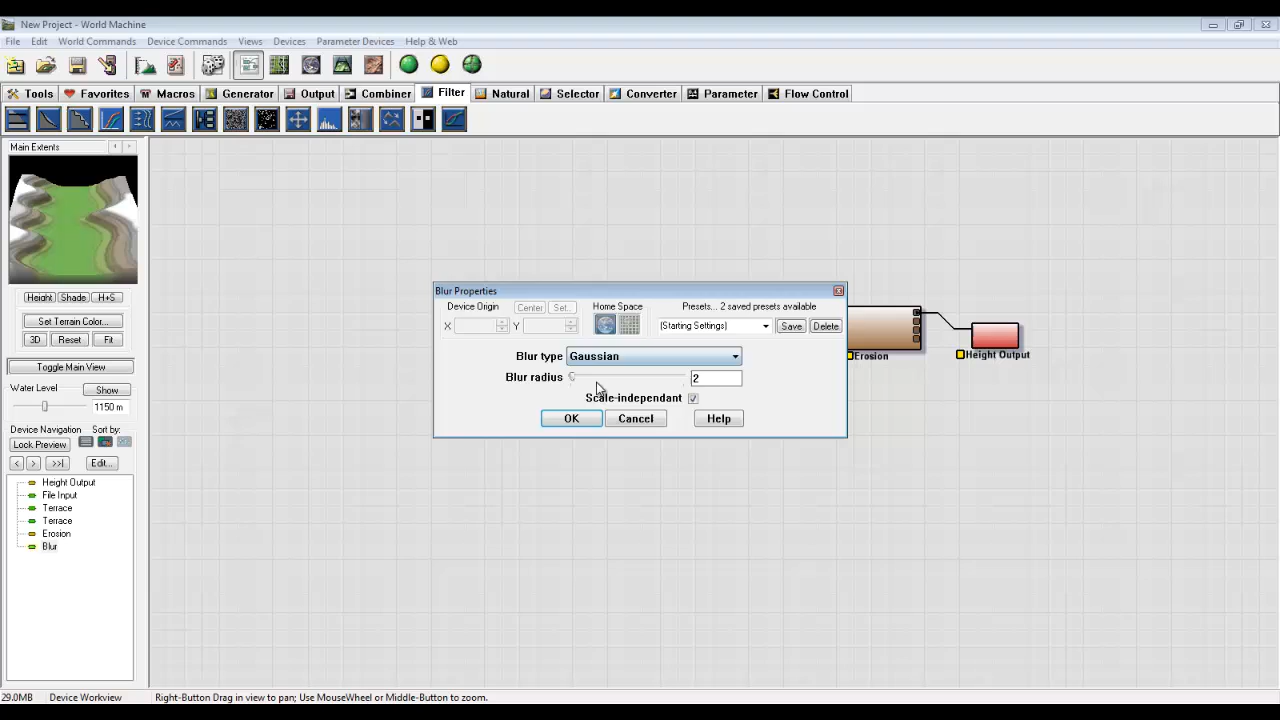 New Project - World Machine
File Edit World Commands Device Commands Views Devices Parameter Devices Help & Web
Tools Favorites Macros Generator Output Combiner Filter Natural Selector Converter Parameter Flow Control
Main Extents
Height Shade H+S
Set Terrain Color...
3D Reset Fit
Toggle Main View
Water Level Show
1150 m
Device Navigation Sort by:
Lock Preview
< > >>| Edit...
Height Output
File Input
Terrace
Terrace
Erosion
Blur
Blur Properties
Device Origin Center Set... Home Space Presets... 2 saved presets available
X Y (Starting Settings) Save Delete
Blur type Gaussian
Blur radius 2
Scale-independant
OK Cancel Help
Erosion
Height Output
29.0MB Device Workview Right-Button Drag in view to pan; Use MouseWheel or Middle-Button to zoom.